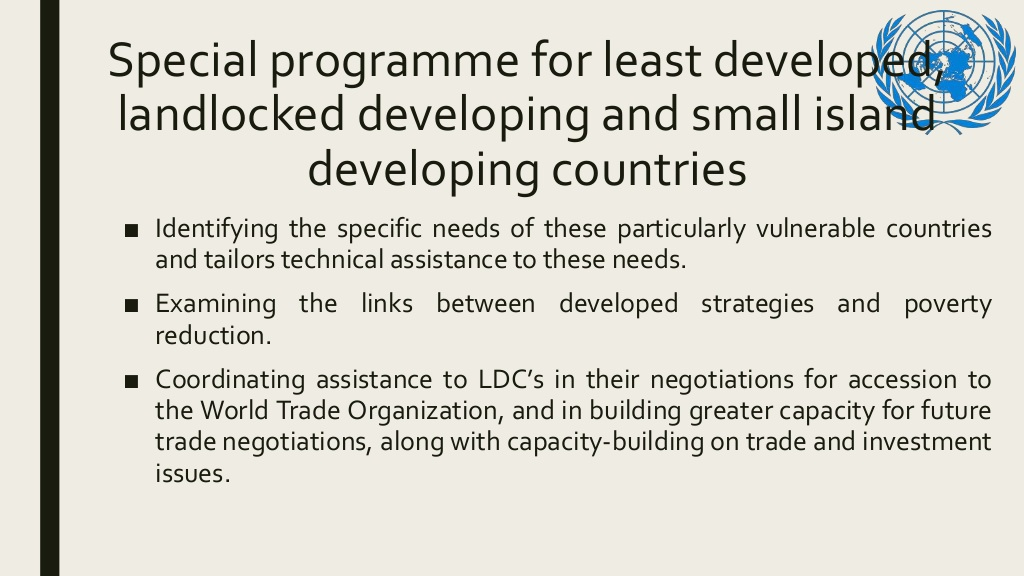 Special programme for least developed,
landlocked developing and small island
developing countries
■ Identifying the specific needs of these particularly vulnerable countries
and tailors technical assistance to these needs.
■ Examining the links between developed strategies and poverty
reduction.
■ Coordinating assistance to LDC’s in their negotiations for accession to
the World Trade Organization, and in building greater capacity for future
trade negotiations, along with capacity-building on trade and investment
issues.